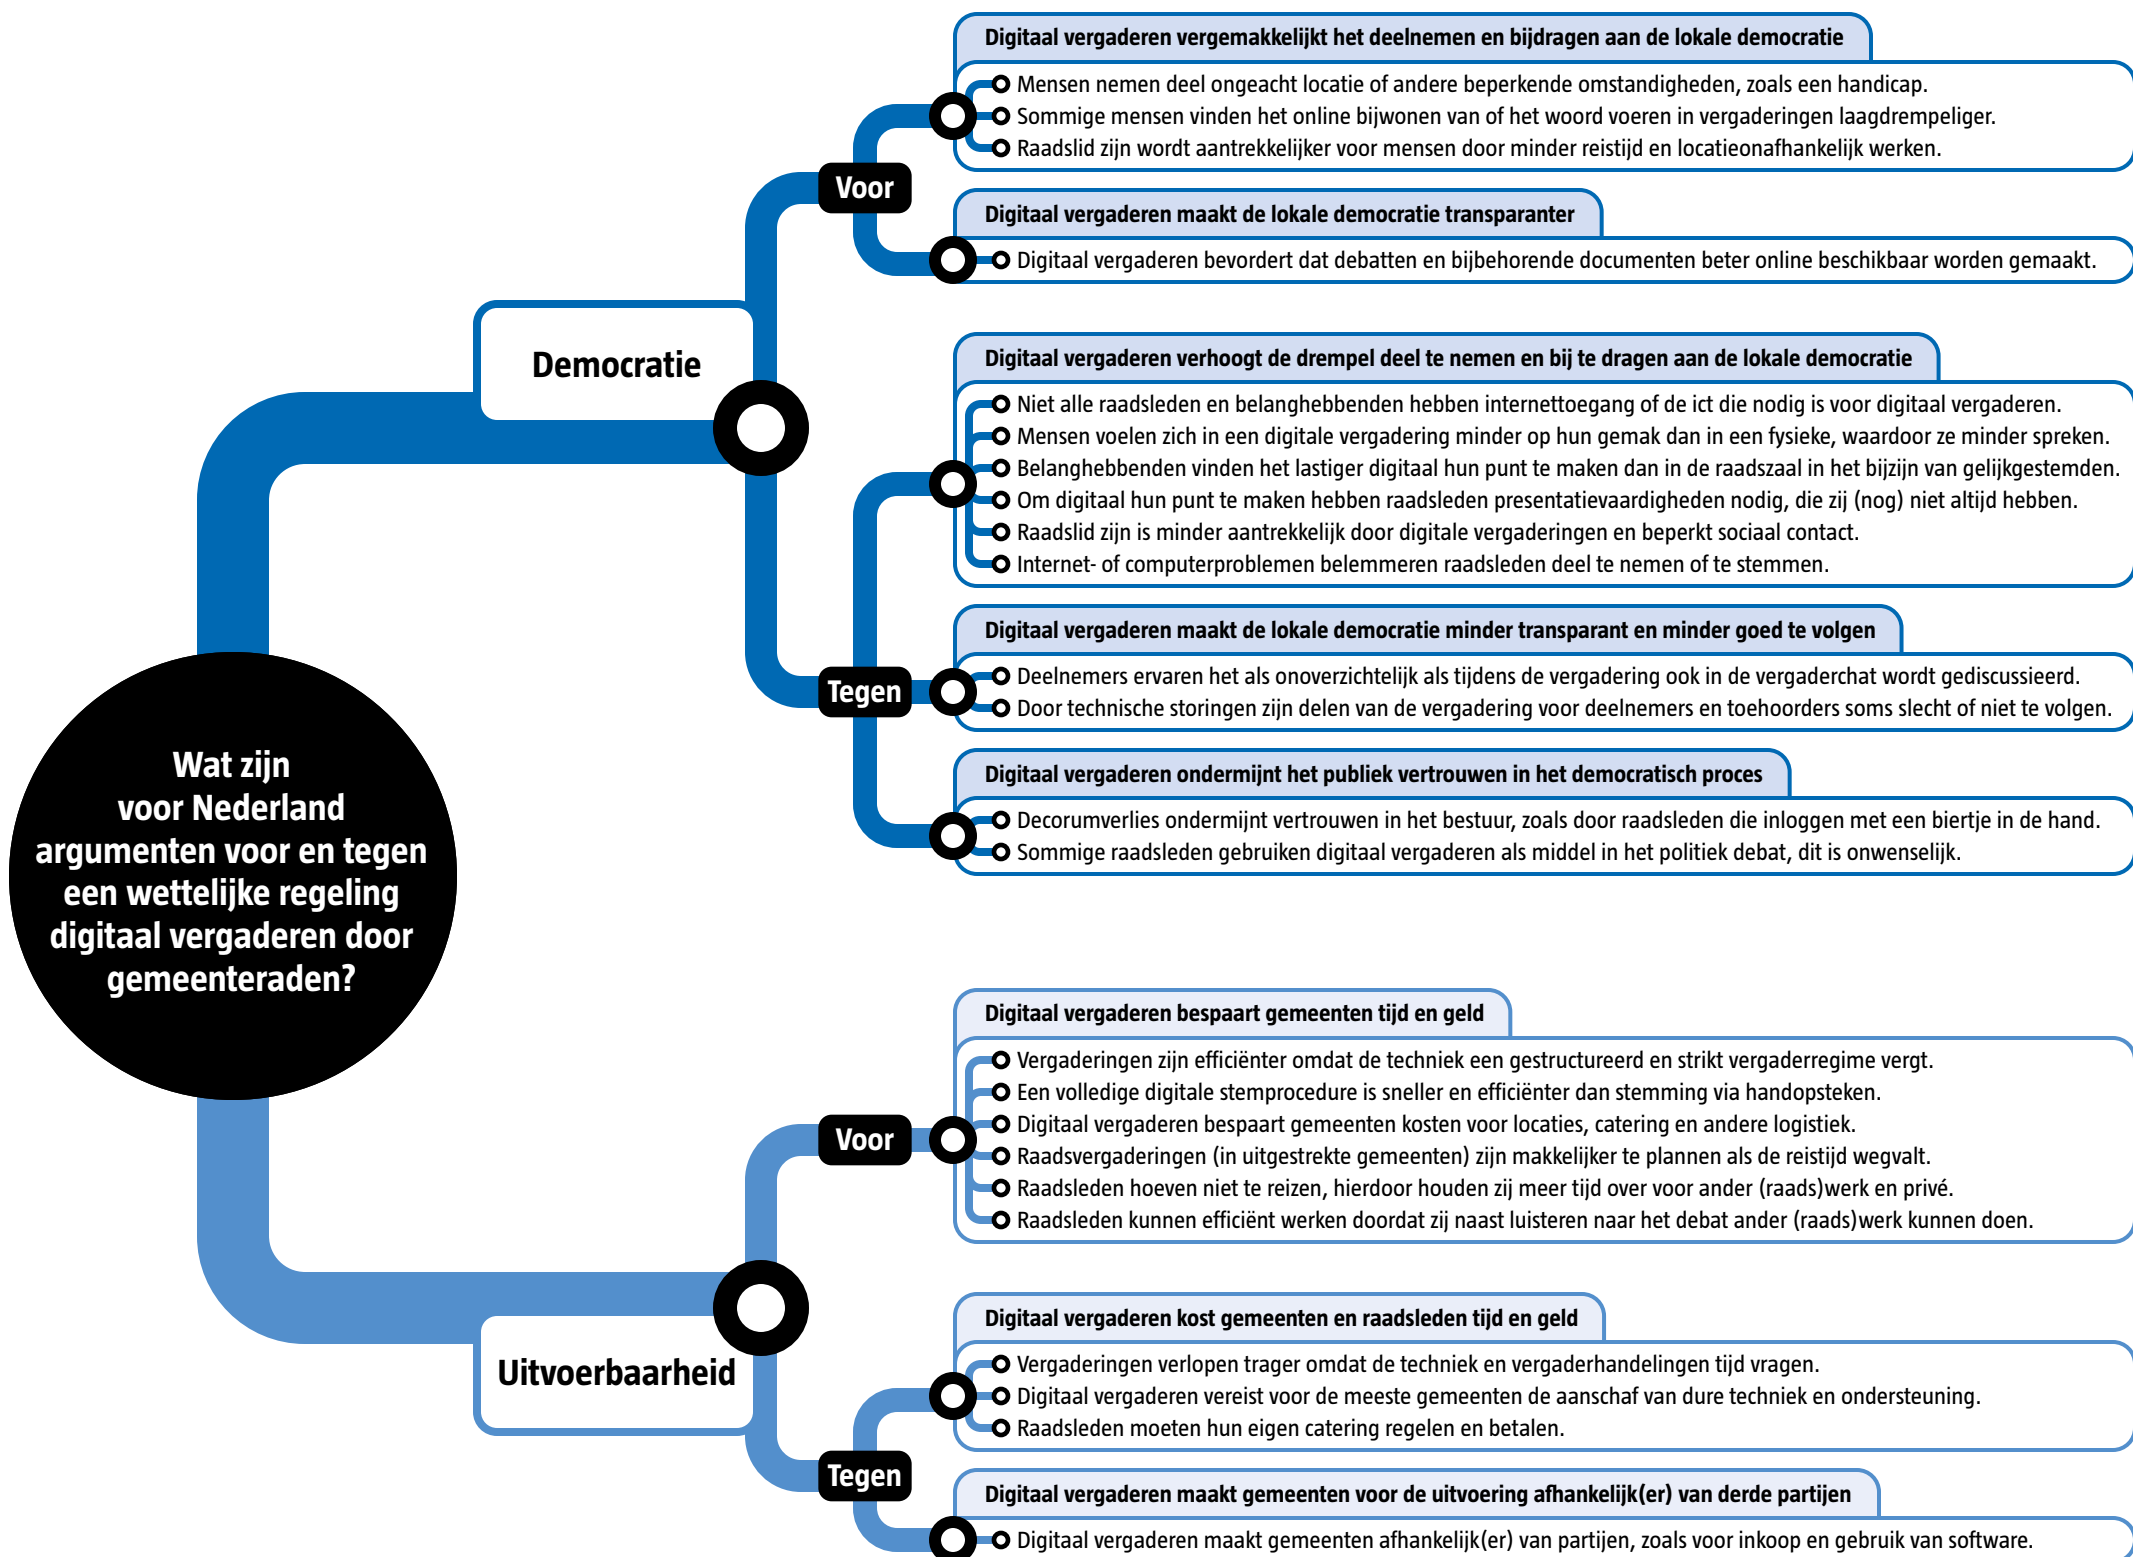 Wat zijn
voor Nederland
argumenten voor en tegen
een wettelijke regeling
digitaal vergaderen door
gemeenteraden?
Democratie
Voor
Digitaal vergaderen vergemakkelijkt het deelnemen en bijdragen aan de lokale democratie
Mensen nemen deel ongeacht locatie of andere beperkende omstandigheden, zoals een handicap.
Sommige mensen vinden het online bijwonen van of het woord voeren in vergaderingen laagdrempeliger.
Raadslid zijn wordt aantrekkelijker voor mensen door minder reistijd en locatieonafhankelijk werken.
Digitaal vergaderen maakt de lokale democratie transparanter
Digitaal vergaderen bevordert dat debatten en bijbehorende documenten beter online beschikbaar worden gemaakt.
Tegen
Digitaal vergaderen verhoogt de drempel deel te nemen en bij te dragen aan de lokale democratie
Niet alle raadsleden en belanghebbenden hebben internettoegang of de ict die nodig is voor digitaal vergaderen.
Mensen voelen zich in een digitale vergadering minder op hun gemak dan in een fysieke, waardoor ze minder spreken.
Belanghebbenden vinden het lastiger digitaal hun punt te maken dan in de raadszaal in het bijzijn van gelijkgestemden.
Om digitaal hun punt te maken hebben raadsleden presentatievaardigheden nodig, die zij (nog) niet altijd hebben.
Raadslid zijn is minder aantrekkelijk door digitale vergaderingen en beperkt sociaal contact.
Internet- of computerproblemen belemmeren raadsleden deel te nemen of te stemmen.
Digitaal vergaderen maakt de lokale democratie minder transparant en minder goed te volgen
Deelnemers ervaren het als onoverzichtelijk als tijdens de vergadering ook in de vergaderchat wordt gediscussieerd.
Door technische storingen zijn delen van de vergadering voor deelnemers en toehoorders soms slecht of niet te volgen.
Digitaal vergaderen ondermijnt het publiek vertrouwen in het democratisch proces
Decorumverlies ondermijnt vertrouwen in het bestuur, zoals door raadsleden die inloggen met een biertje in de hand.
Sommige raadsleden gebruiken digitaal vergaderen als middel in het politiek debat, dit is onwenselijk.
Uitvoerbaarheid
Voor
Digitaal vergaderen bespaart gemeenten tijd en geld
Vergaderingen zijn efficiënter omdat de techniek een gestructureerd en strikt vergaderregime vergt.
Een volledige digitale stemprocedure is sneller en efficiënter dan stemming via handopsteken.
Digitaal vergaderen bespaart gemeenten kosten voor locaties, catering en andere logistiek.
Raadsvergaderingen (in uitgestrekte gemeenten) zijn makkelijker te plannen als de reistijd wegvalt.
Raadsleden hoeven niet te reizen, hierdoor houden zij meer tijd over voor ander (raads)werk en privé.
Raadsleden kunnen efficiënt werken doordat zij naast luisteren naar het debat ander (raads)werk kunnen doen.
Tegen
Digitaal vergaderen kost gemeenten en raadsleden tijd en geld
Vergaderingen verlopen trager omdat de techniek en vergaderhandelingen tijd vragen.
Digitaal vergaderen vereist voor de meeste gemeenten de aanschaf van dure techniek en ondersteuning.
Raadsleden moeten hun eigen catering regelen en betalen.
Digitaal vergaderen maakt gemeenten voor de uitvoering afhankelijk(er) van derde partijen
Digitaal vergaderen maakt gemeenten afhankelijk(er) van partijen, zoals voor inkoop en gebruik van software.